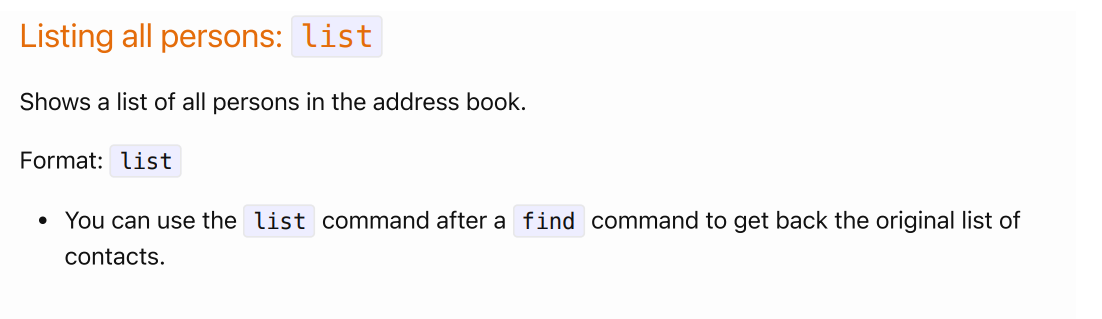 Listing all persons: list
Shows a list of all persons in the address book.
Format: list
• You can use the list command after a find command to get back the original list of
contacts.